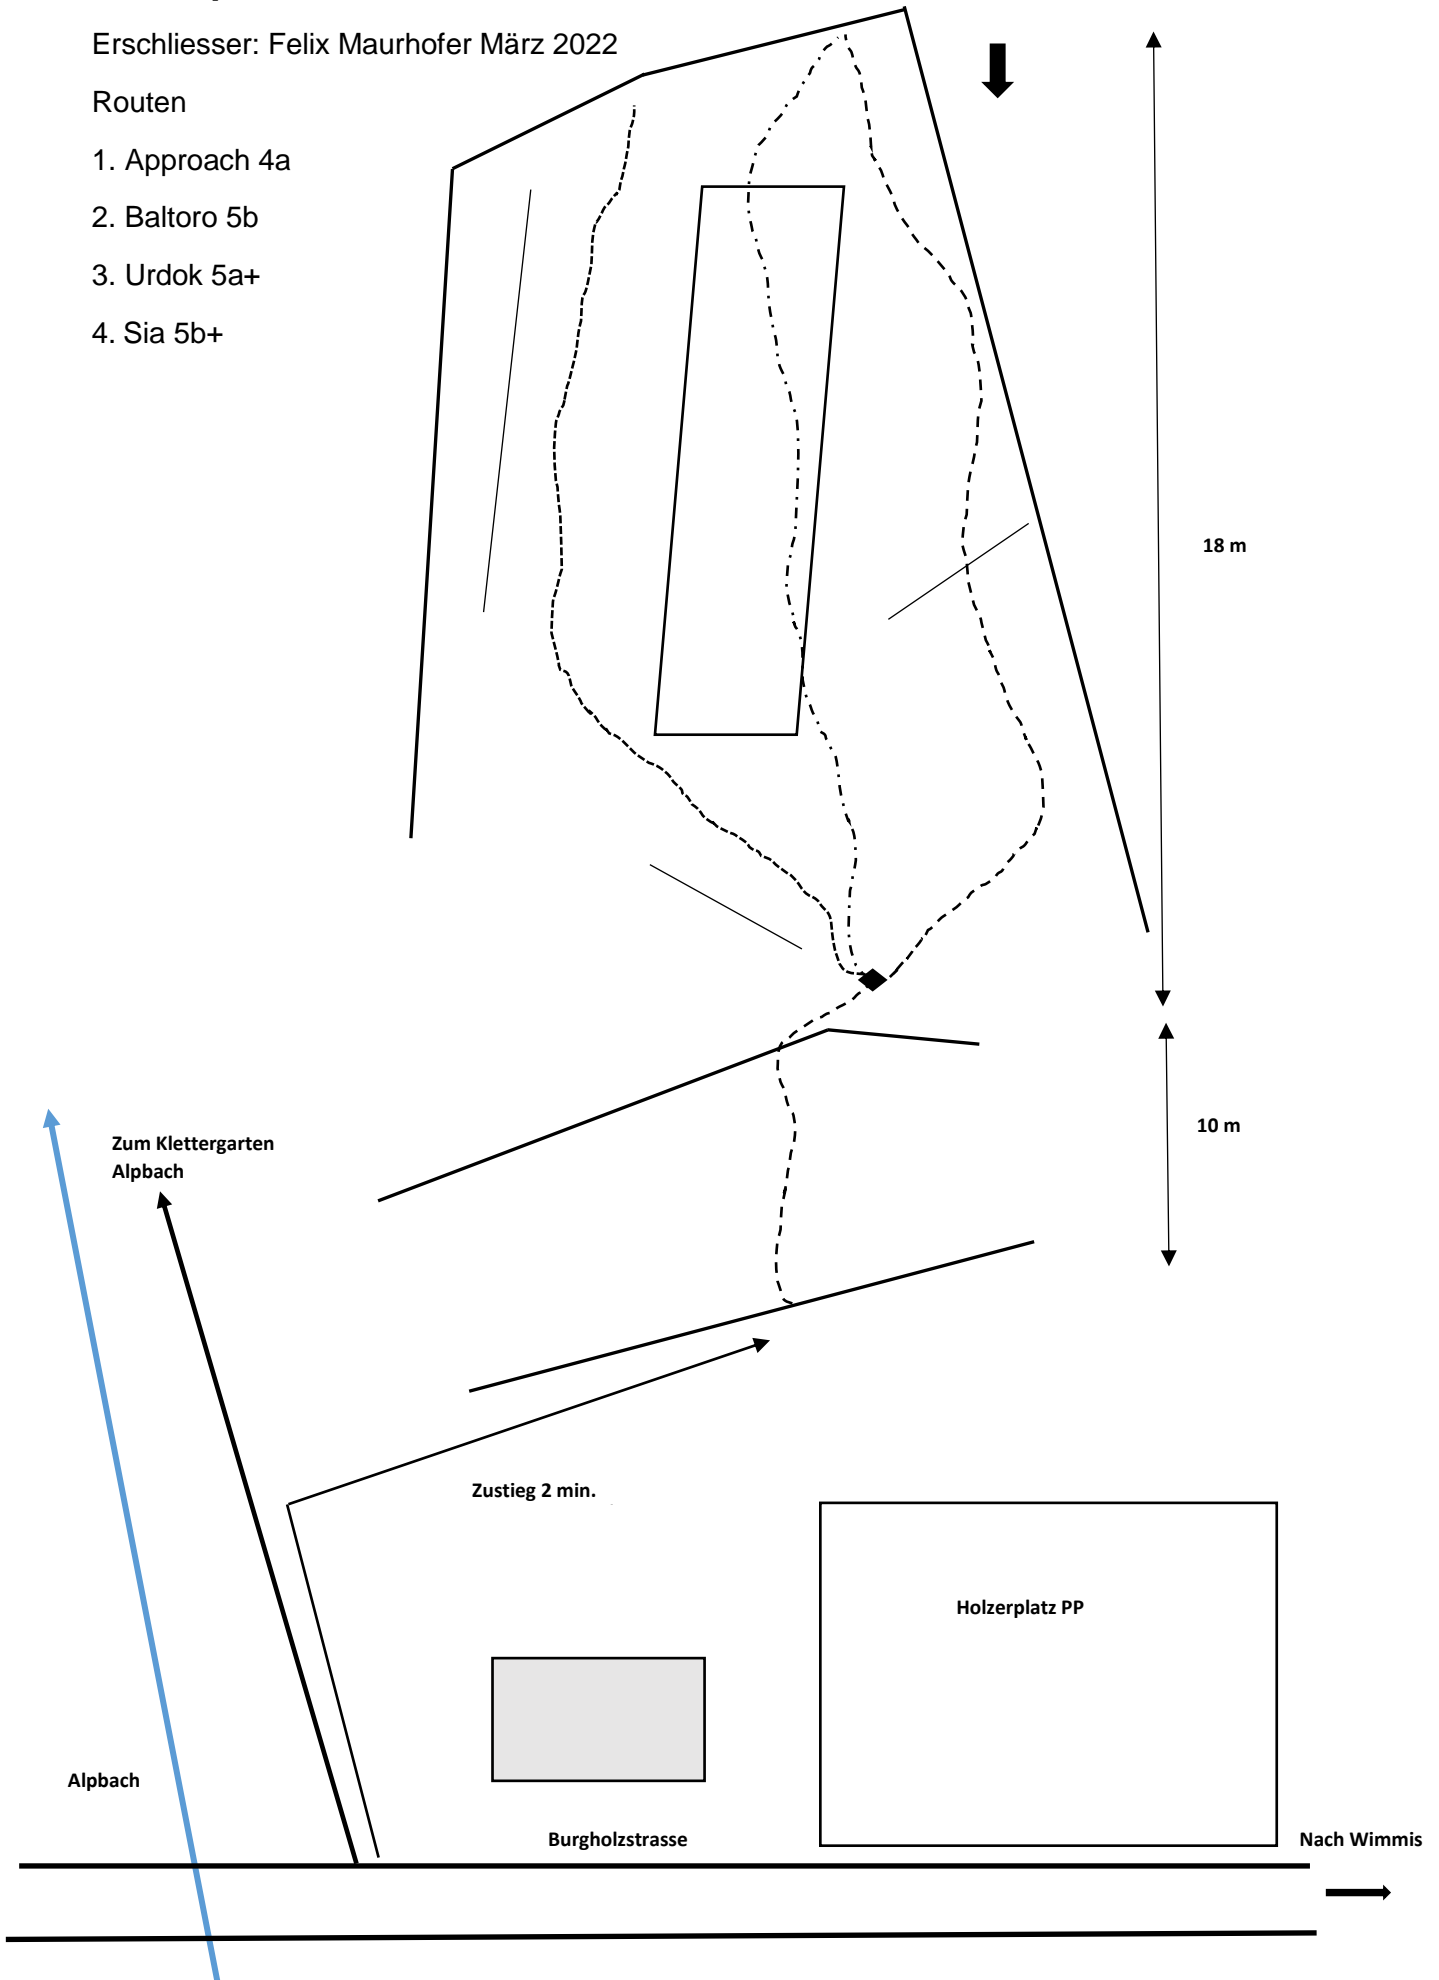 Erschliesser: Felix Maurhofer März 2022
Routen
1. Approach 4a
2. Baltoro 5b
3. Urdok 5a+
4. Sia 5b+
18 m
10 m
Zum Klettergarten
Alpbach
Zustieg 2 min.
Holzerplatz PP
Alpbach
Burgholzstrasse
Nach Wimmis